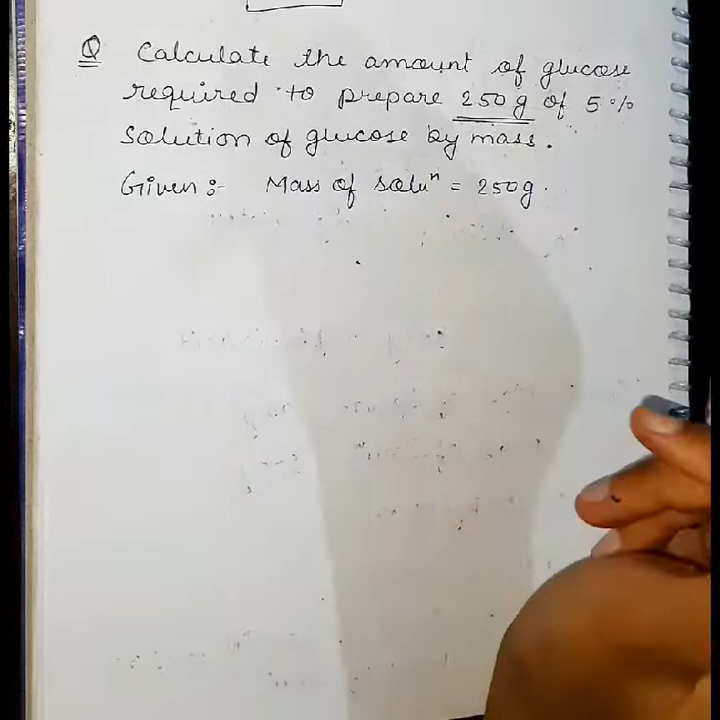 Q Calculate the amount of glucose
required to prepare 250 g of 5 %
solution of glucose by mass.
Given :- Mass of soluⁿ = 250g.